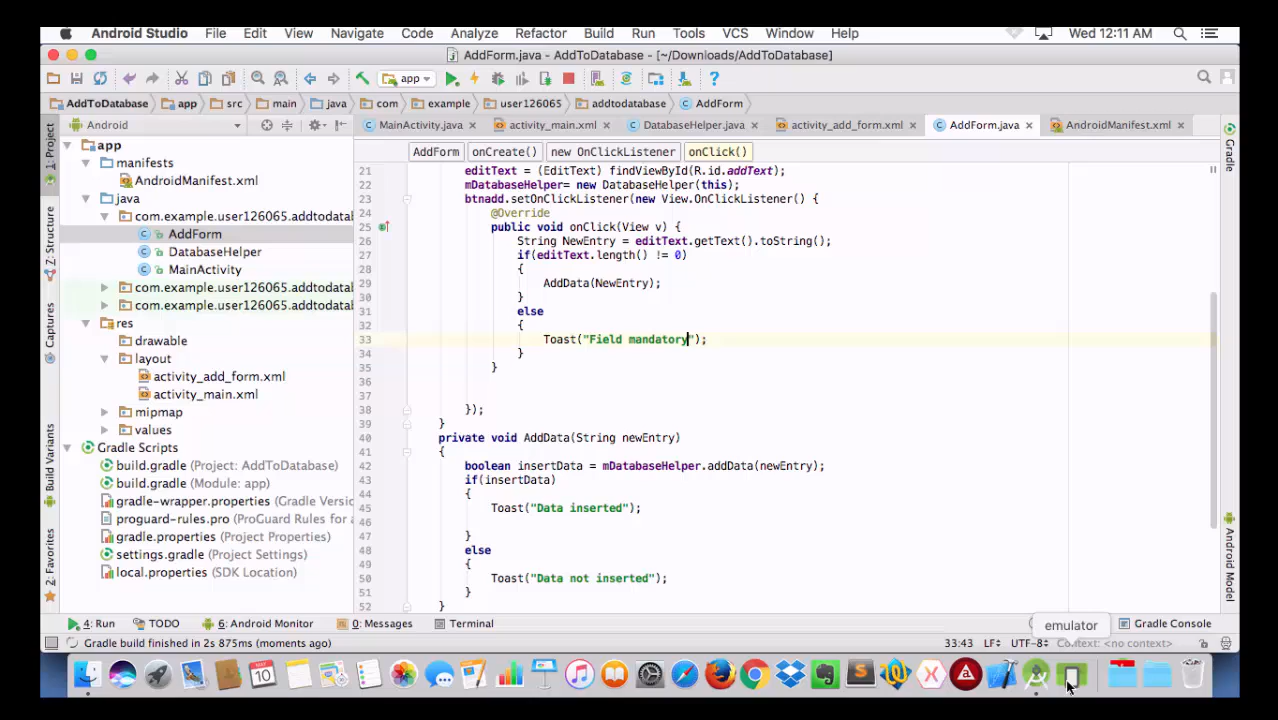 Android Studio File Edit View Navigate Code Analyze Refactor Build Run Tools VCS Window Help Wed 12:11 AM
AddForm.java - AddToDatabase - [~/Downloads/AddToDatabase]
app
AddToDatabase app src main java com example user126065 addtodatabase AddForm
Android
MainActivity.java activity_main.xml DatabaseHelper.java activity_add_form.xml AddForm.java AndroidManifest.xml
AddForm onCreate() new OnClickListener onClick()
1: Project
Z: Structure
Captures
Build Variants
2: Favorites
app
manifests
AndroidManifest.xml
java
com.example.user126065.addtodatal
AddForm
DatabaseHelper
MainActivity
com.example.user126065.addtodatal
com.example.user126065.addtodatal
res
drawable
layout
activity_add_form.xml
activity_main.xml
mipmap
values
Gradle Scripts
build.gradle (Project: AddToDatabase)
build.gradle (Module: app)
gradle-wrapper.properties (Gradle Versio
proguard-rules.pro (ProGuard Rules for a
gradle.properties (Project Properties)
settings.gradle (Project Settings)
local.properties (SDK Location)
21 editText = (EditText) findViewById(R.id.addText);
22 mDatabaseHelper= new DatabaseHelper(this);
23 btnadd.setOnClickListener(new View.OnClickListener() {
24 @Override
25 public void onClick(View v) {
26 String NewEntry = editText.getText().toString();
27 if(editText.length() != 0)
28 {
29 AddData(NewEntry);
30 }
31 else
32 {
33 Toast("Field mandatory");
34 }
35 }
36
37
38 });
39 }
40 private void AddData(String newEntry)
41 {
42 boolean insertData = mDatabaseHelper.addData(newEntry);
43 if(insertData)
44 {
45 Toast("Data inserted");
46
47 }
48 else
49 {
50 Toast("Data not inserted");
51 }
52 }
Gradle
Android Model
4: Run TODO 6: Android Monitor 0: Messages Terminal Gradle Console
emulator
Gradle build finished in 2s 875ms (moments ago) 33:43 LF UTF-8 Context: <no context>
10